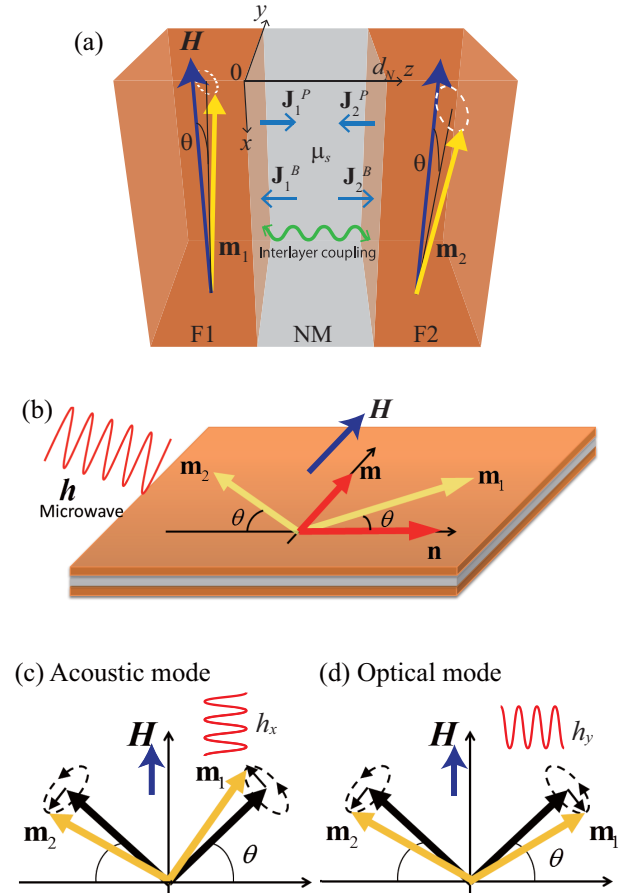 (a)
y
H
0
d_N
z
J_1^P
J_2^P
θ
x
μ_s
θ
J_1^B
J_2^B
m_1
Interlayer coupling
m_2
F1
NM
F2
(b)
H
m_2
m
m_1
h
Microwave
θ
θ
n
(c) Acoustic mode
(d) Optical mode
H
h_x
m_1
m_2
θ
H
h_y
m_2
θ
m_1